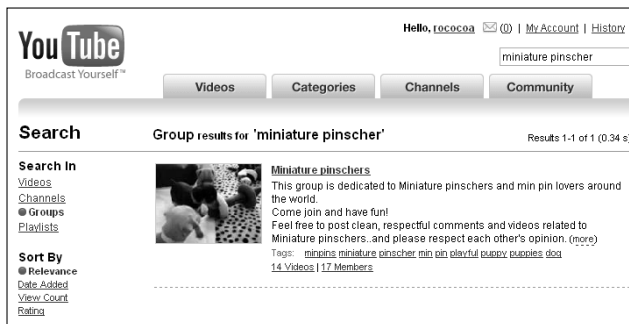 Hello, rococoa (0) | My Account | History
YouTube
Broadcast Yourself™
miniature pinscher
Videos Categories Channels Community
Search
Group results for 'miniature pinscher'
Results 1-1 of 1 (0.34 s)
Search In
Videos
Channels
Groups
Playlists
Sort By
Relevance
Date Added
View Count
Rating
Miniature pinschers
This group is dedicated to Miniature pinschers and min pin lovers around
the world.
Come join and have fun!
Feel free to post clean, respectful comments and videos related to
Miniature pinschers..and please respect each other's opinion. (more)
Tags: minpins miniature pinscher min pin playful puppy puppies dog
14 Videos | 17 Members